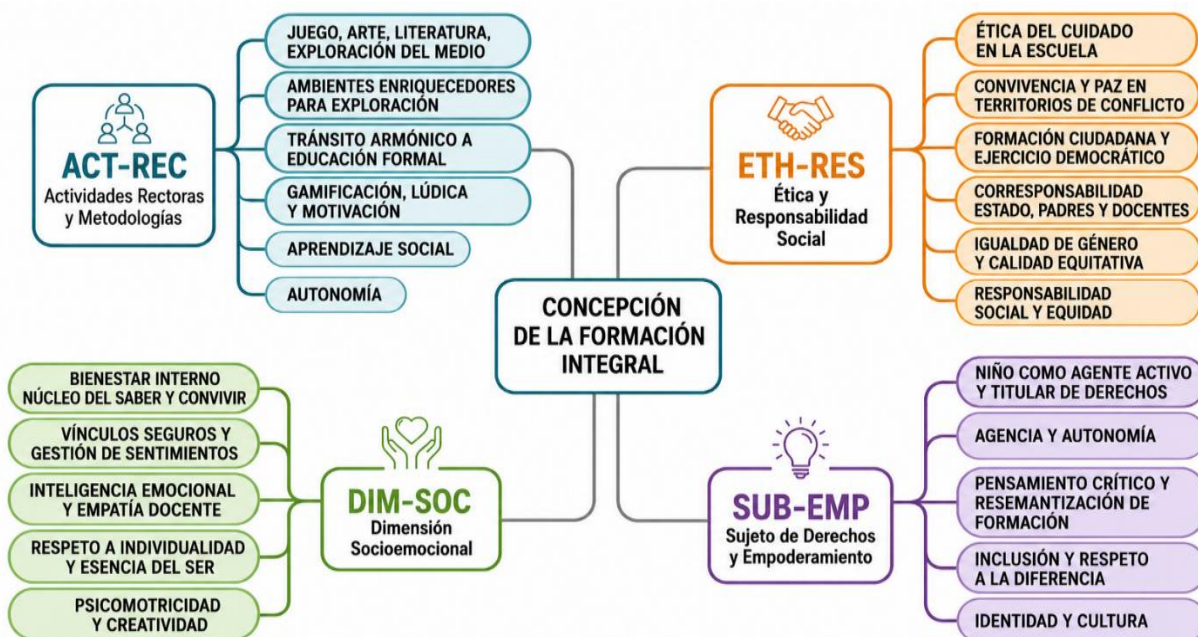 ACT-REC
Actividades Rectoras
y Metodologías
JUEGO, ARTE, LITERATURA,
EXPLORACIÓN DEL MEDIO
AMBIENTES ENRIQUECEDORES
PARA EXPLORACIÓN
TRÁNSITO ARMÓNICO A
EDUCACIÓN FORMAL
GAMIFICACIÓN, LÚDICA
Y MOTIVACIÓN
APRENDIZAJE SOCIAL
AUTONOMÍA
ETH-RES
Ética y
Responsabilidad
Social
ÉTICA DEL CUIDADO
EN LA ESCUELA
CONVIVENCIA Y PAZ EN
TERRITORIOS DE CONFLICTO
FORMACIÓN CIUDADANA Y
EJERCICIO DEMOCRÁTICO
CORRESPONSABILIDAD
ESTADO, PADRES Y DOCENTES
IGUALDAD DE GÉNERO
Y CALIDAD EQUITATIVA
RESPONSABILIDAD
SOCIAL Y EQUIDAD
CONCEPCIÓN
DE LA FORMACIÓN
INTEGRAL
BIENESTAR INTERNO
NÚCLEO DEL SABER Y CONVIVIR
VÍNCULOS SEGUROS Y
GESTIÓN DE SENTIMIENTOS
INTELIGENCIA EMOCIONAL
Y EMPATÍA DOCENTE
RESPETO A INDIVIDUALIDAD
Y ESENCIA DEL SER
PSICOMOTRICIDAD
Y CREATIVIDAD
DIM-SOC
Dimensión
Socioemocional
SUB-EMP
Sujeto de Derechos
y Empoderamiento
NIÑO COMO AGENTE ACTIVO
Y TITULAR DE DERECHOS
AGENCIA Y AUTONOMÍA
PENSAMIENTO CRÍTICO Y
RESEMANTIZACIÓN DE
FORMACIÓN
INCLUSIÓN Y RESPETO
A LA DIFERENCIA
IDENTIDAD Y CULTURA